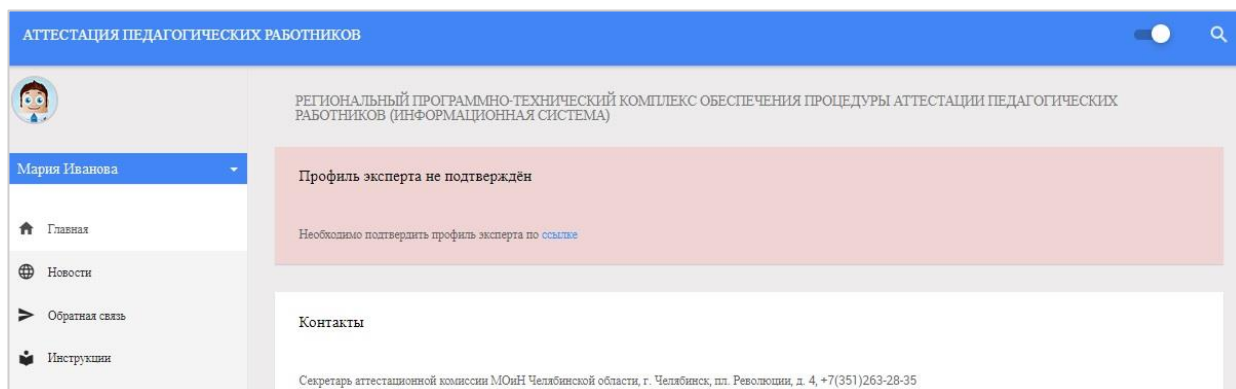 АТТЕСТАЦИЯ ПЕДАГОГИЧЕСКИХ РАБОТНИКОВ
РЕГИОНАЛЬНЫЙ ПРОГРАММНО-ТЕХНИЧЕСКИЙ КОМПЛЕКС ОБЕСПЕЧЕНИЯ ПРОЦЕДУРЫ АТТЕСТАЦИИ ПЕДАГОГИЧЕСКИХ
РАБОТНИКОВ (ИНФОРМАЦИОННАЯ СИСТЕМА)
Мария Иванова
Главная
Новости
Обратная связь
Инструкции
Профиль эксперта не подтверждён
Необходимо подтвердить профиль эксперта по ссылке
Контакты
Секретарь аттестационной комиссии МОиН Челябинской области, г. Челябинск, пл. Революции, д. 4, +7(351)263-28-35